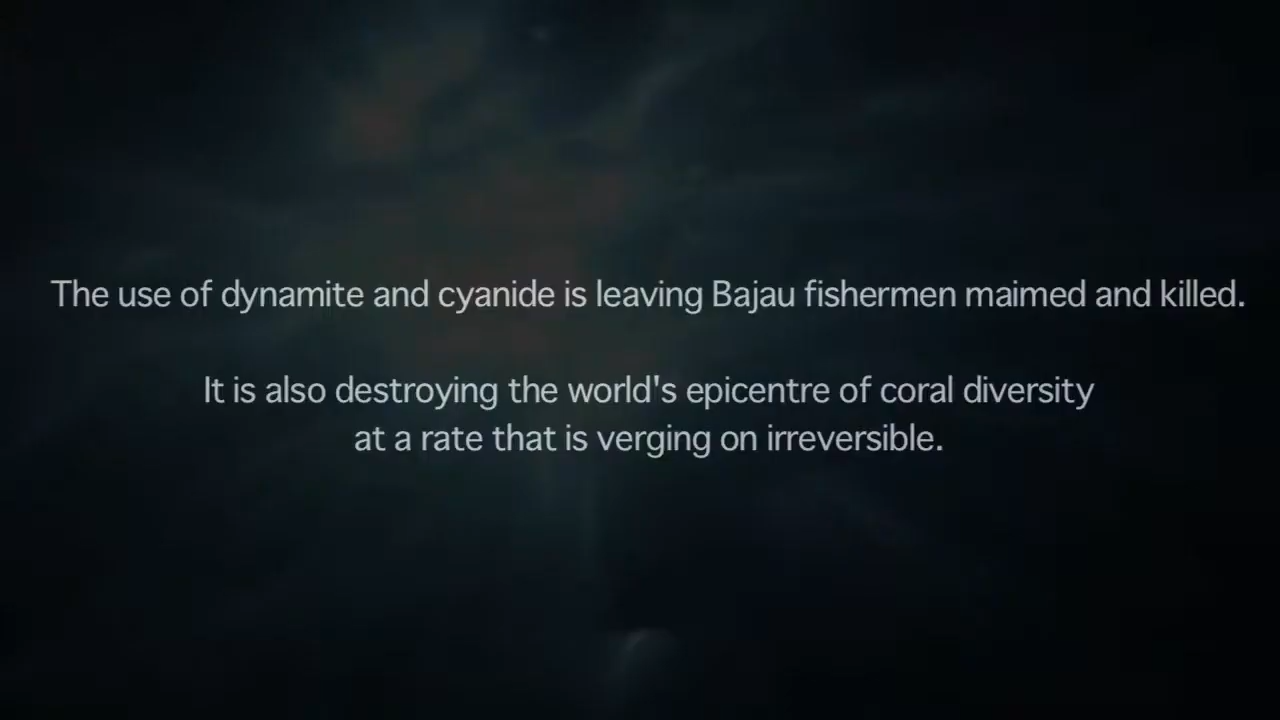 The use of dynamite and cyanide is leaving Bajau fishermen maimed and killed.
It is also destroying the world's epicentre of coral diversity
at a rate that is verging on irreversible.